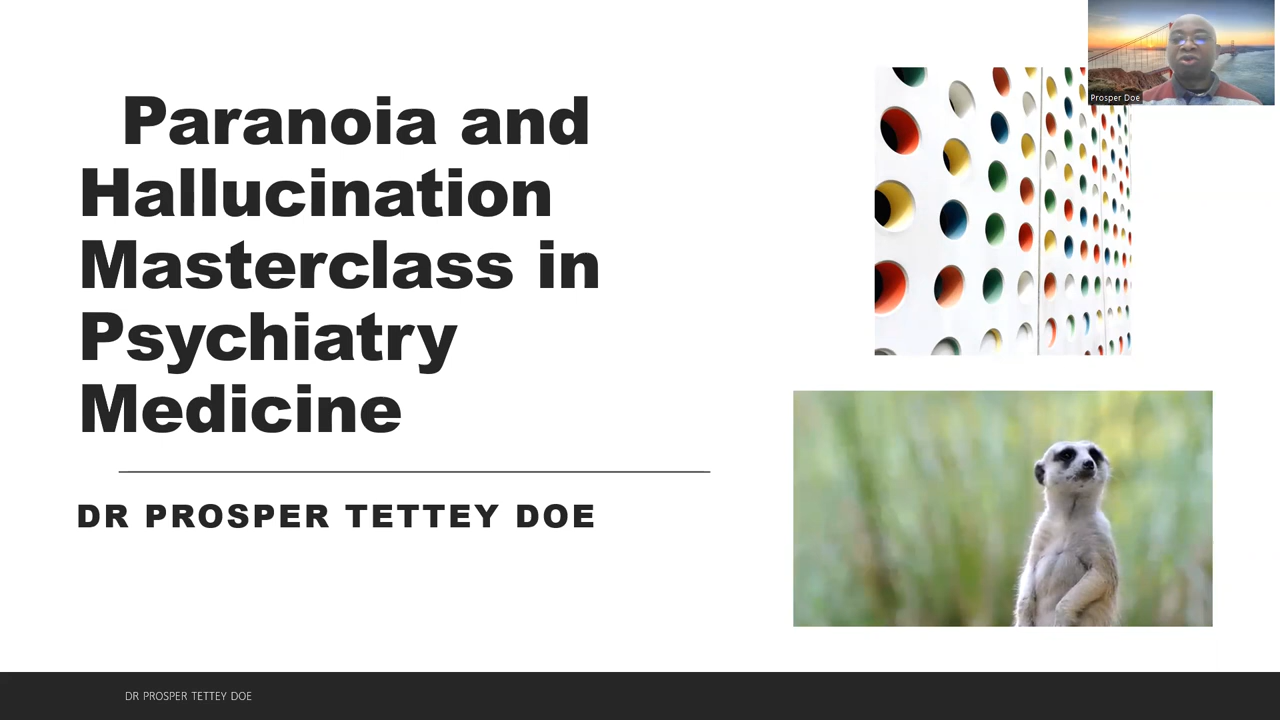 Paranoia and
Hallucination
Masterclass in
Psychiatry
Medicine
DR PROSPER TETTEY DOE
Prosper Doe
DR PROSPER TETTEY DOE